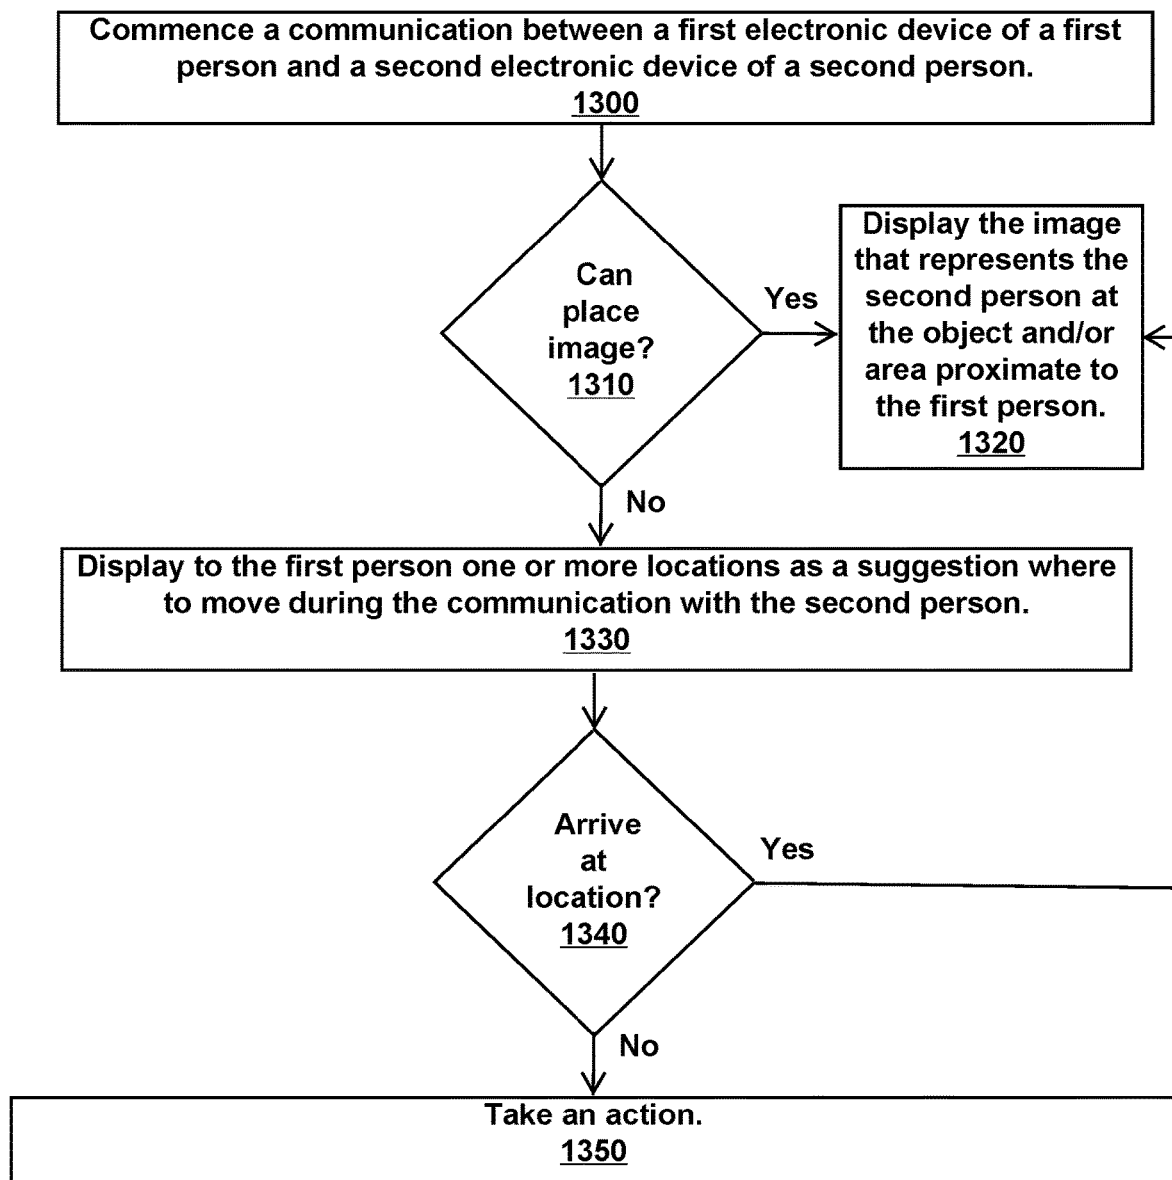 Commence a communication between a first electronic device of a first
person and a second electronic device of a second person.
1300
Can
place
image?
1310
Yes
Display the image
that represents the
second person at
the object and/or
area proximate to
the first person.
1320
No
Display to the first person one or more locations as a suggestion where
to move during the communication with the second person.
1330
Arrive
at
location?
1340
Yes
No
Take an action.
1350